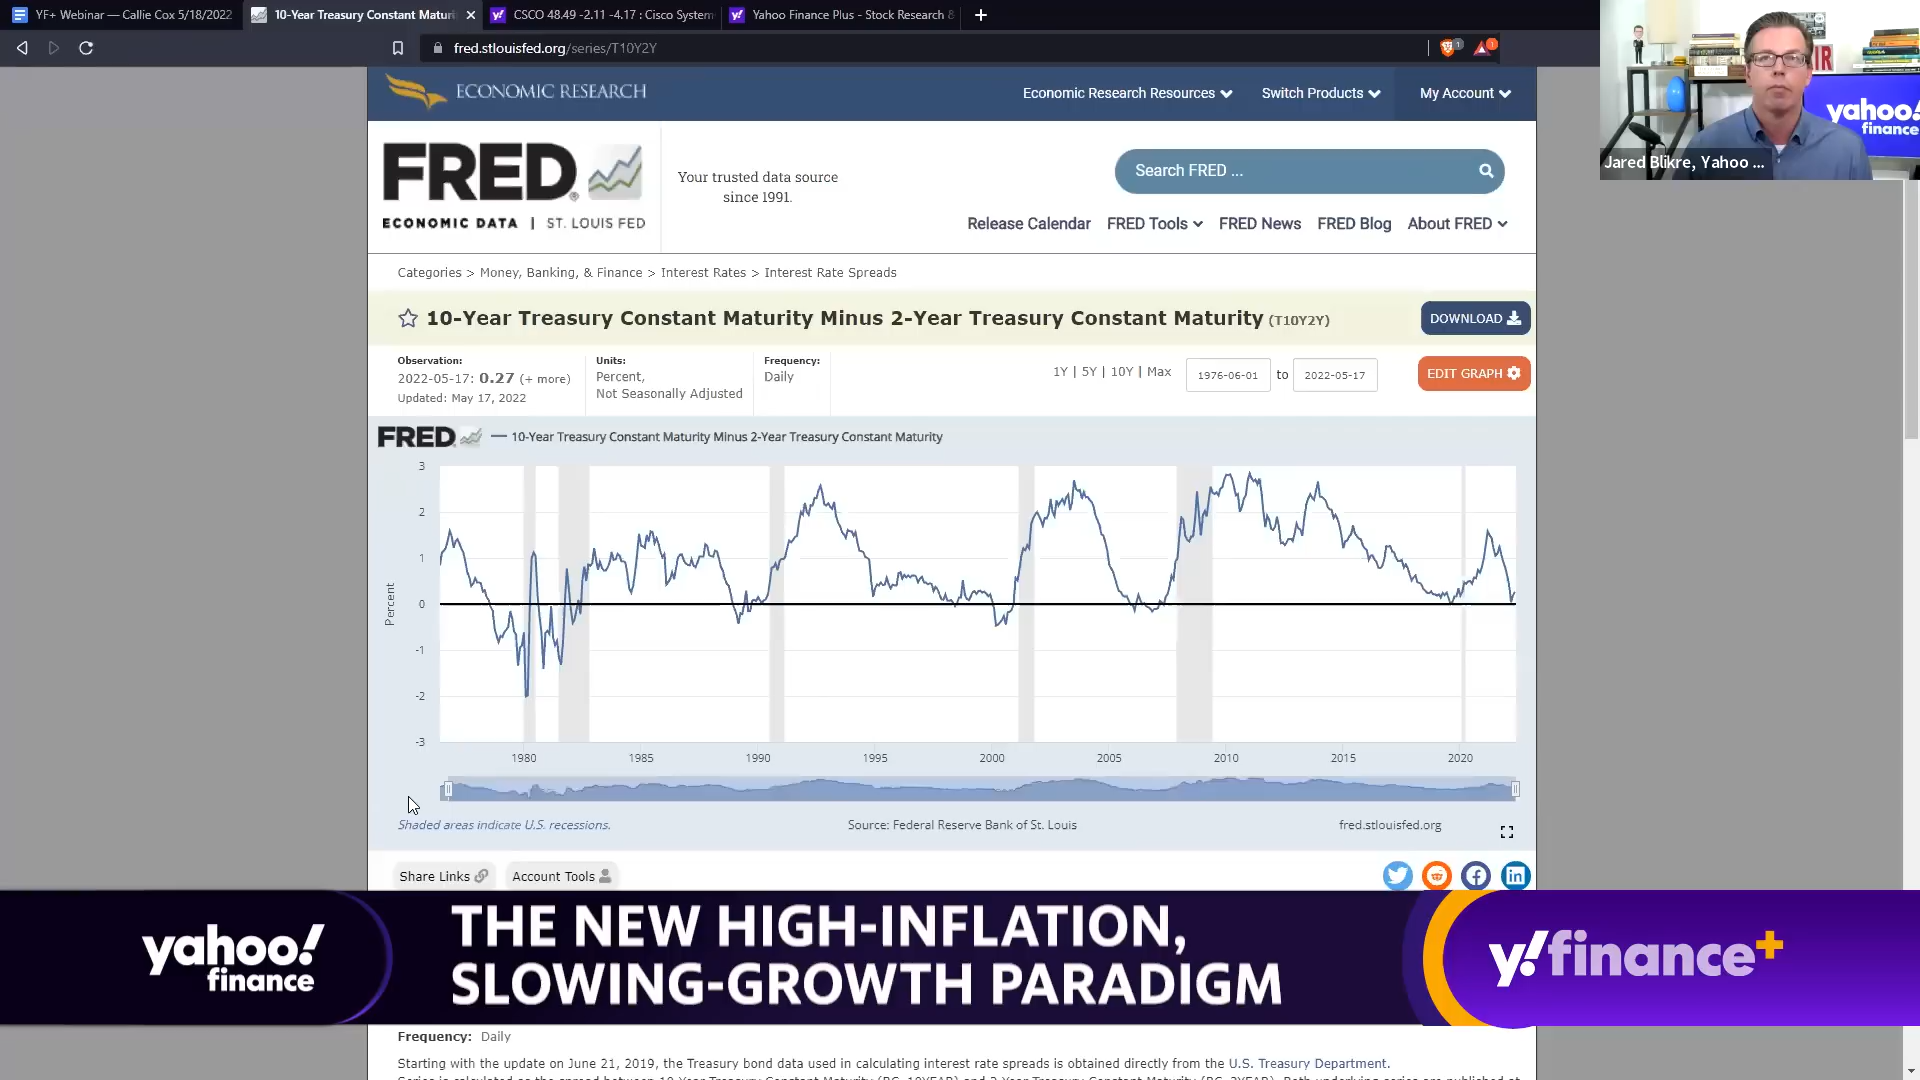 YF+ Webinar — Callie Cox 5/18/2022
10-Year Treasury Constant Maturi
CSCO 48.49 -2.11 -4.17 : Cisco System
Yahoo Finance Plus - Stock Research &
fred.stlouisfed.org/series/T10Y2Y
yahoo!
finance
Jared Blikre, Yahoo ...
ECONOMIC RESEARCH
Economic Research Resources
Switch Products
My Account
FRED
ECONOMIC DATA | ST. LOUIS FED
Your trusted data source
since 1991.
Search FRED ...
Release Calendar FRED Tools FRED News FRED Blog About FRED
Categories > Money, Banking, & Finance > Interest Rates > Interest Rate Spreads
10-Year Treasury Constant Maturity Minus 2-Year Treasury Constant Maturity (T10Y2Y)
DOWNLOAD
Observation:
2022-05-17: 0.27 (+ more)
Updated: May 17, 2022
Units:
Percent,
Not Seasonally Adjusted
Frequency:
Daily
1Y | 5Y | 10Y | Max
1976-06-01 to 2022-05-17
EDIT GRAPH
FRED
10-Year Treasury Constant Maturity Minus 2-Year Treasury Constant Maturity
Percent
3
2
1
0
-1
-2
-3
1980 1985 1990 1995 2000 2005 2010 2015 2020
Shaded areas indicate U.S. recessions.
Source: Federal Reserve Bank of St. Louis
fred.stlouisfed.org
Share Links
Account Tools
yahoo!
finance
THE NEW HIGH-INFLATION,
SLOWING-GROWTH PARADIGM
y!finance+
Frequency: Daily
Starting with the update on June 21, 2019, the Treasury bond data used in calculating interest rate spreads is obtained directly from the U.S. Treasury Department.